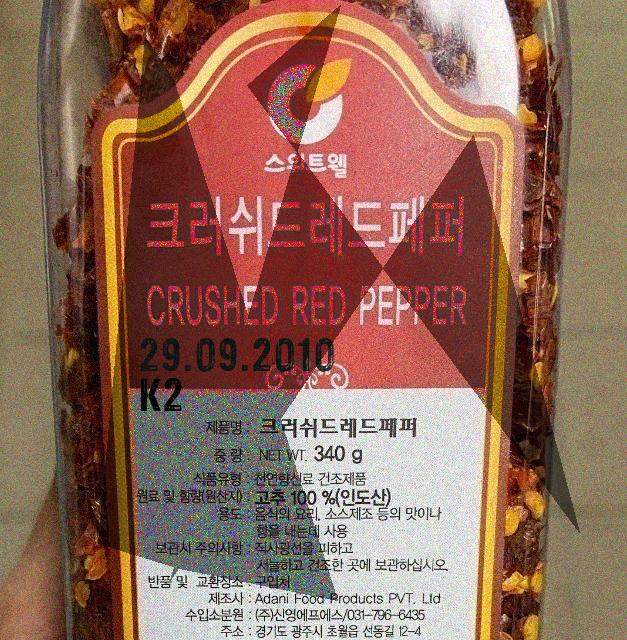 스위트웰
크러쉬드레드페퍼
CRUSHED RED PEPPER
29.09.2010
K2
제품명 : 크러쉬드레드페퍼
중 량 : NET WT. 340 g
식품유형 : 천연향신료 건조제품
원료 및 함량(원산지) : 고추 100 %(인도산)
용도 : 음식의 요리, 소스제조 등의 맛이나
향을 내는데 사용
보관시 주의사항 : 직사광선을 피하고
서늘하고 건조한 곳에 보관하십시오.
반품 및 교환장소 : 구입처
제조사 : Adani Food Products PVT, Ltd
수입소분원 : (주)신영에프에스/031-796-6435
주소 : 경기도 광주시 초월읍 선동길 12-4